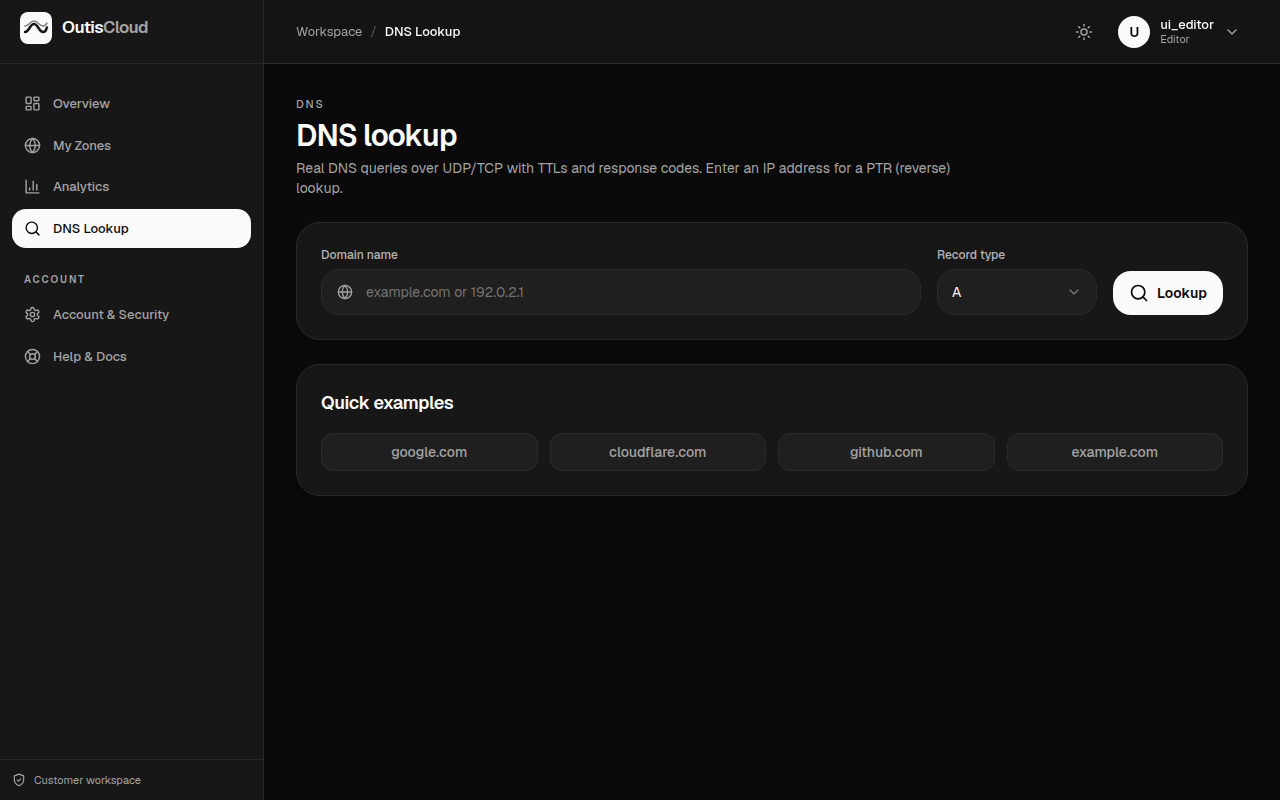 OutisCloud
Workspace / DNS Lookup
U
ui_editor
Editor
Overview
My Zones
Analytics
DNS Lookup
ACCOUNT
Account & Security
Help & Docs
Customer workspace
DNS
DNS lookup
Real DNS queries over UDP/TCP with TTLs and response codes. Enter an IP address for a PTR (reverse)
lookup.
Domain name
Record type
example.com or 192.0.2.1
A
Lookup
Quick examples
google.com
cloudflare.com
github.com
example.com